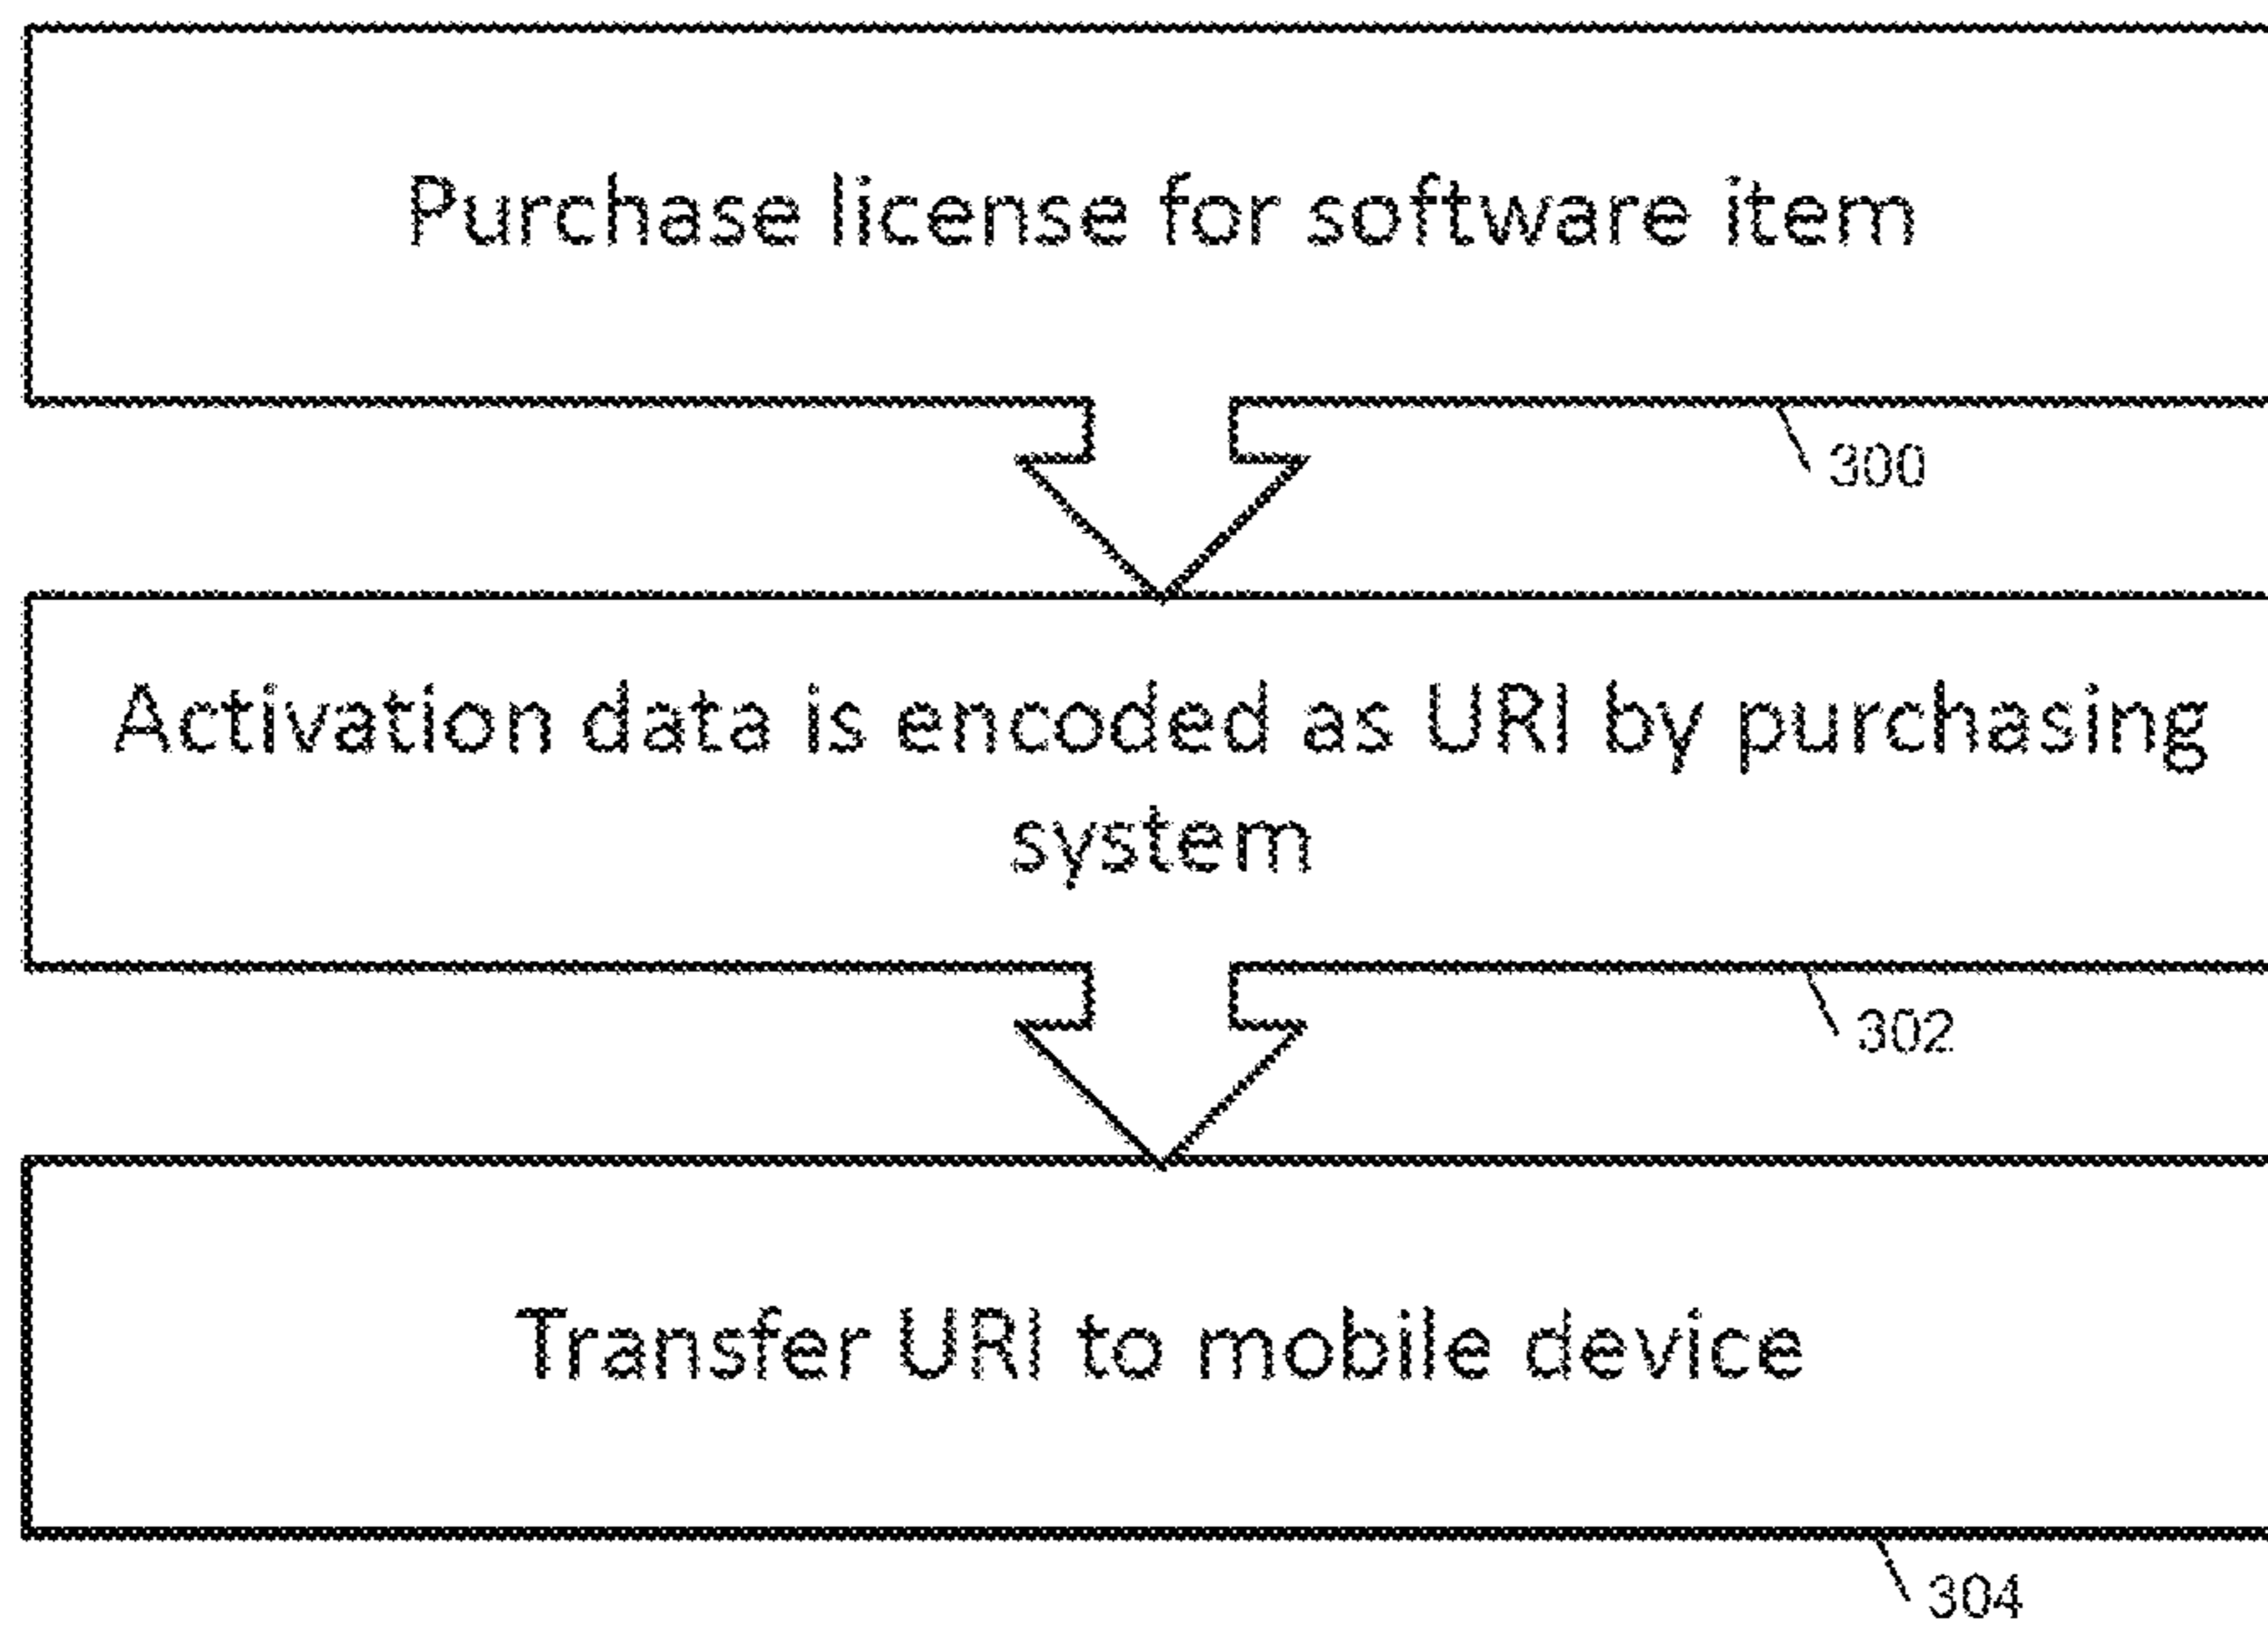 Purchase license for software item
300
Activation data is encoded as URI by purchasing
system
302
Transfer URI to mobile device
304